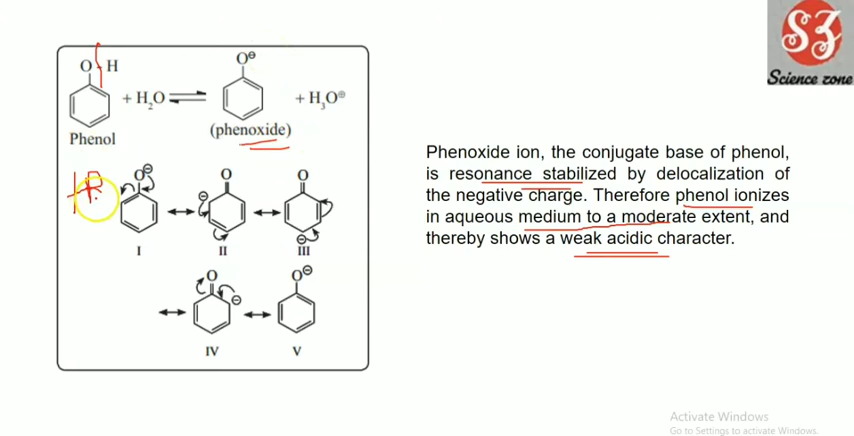 SZ
Science zone
O H
O⊖
+ H₂O ⇌ + H₃O⊕
Phenol
(phenoxide)
O⊖ O O
I II III
O O⊖
IV V
+R
Phenoxide ion, the conjugate base of phenol,
is resonance stabilized by delocalization of
the negative charge. Therefore phenol ionizes
in aqueous medium to a moderate extent, and
thereby shows a weak acidic character.
Activate Windows
Go to Settings to activate Windows.